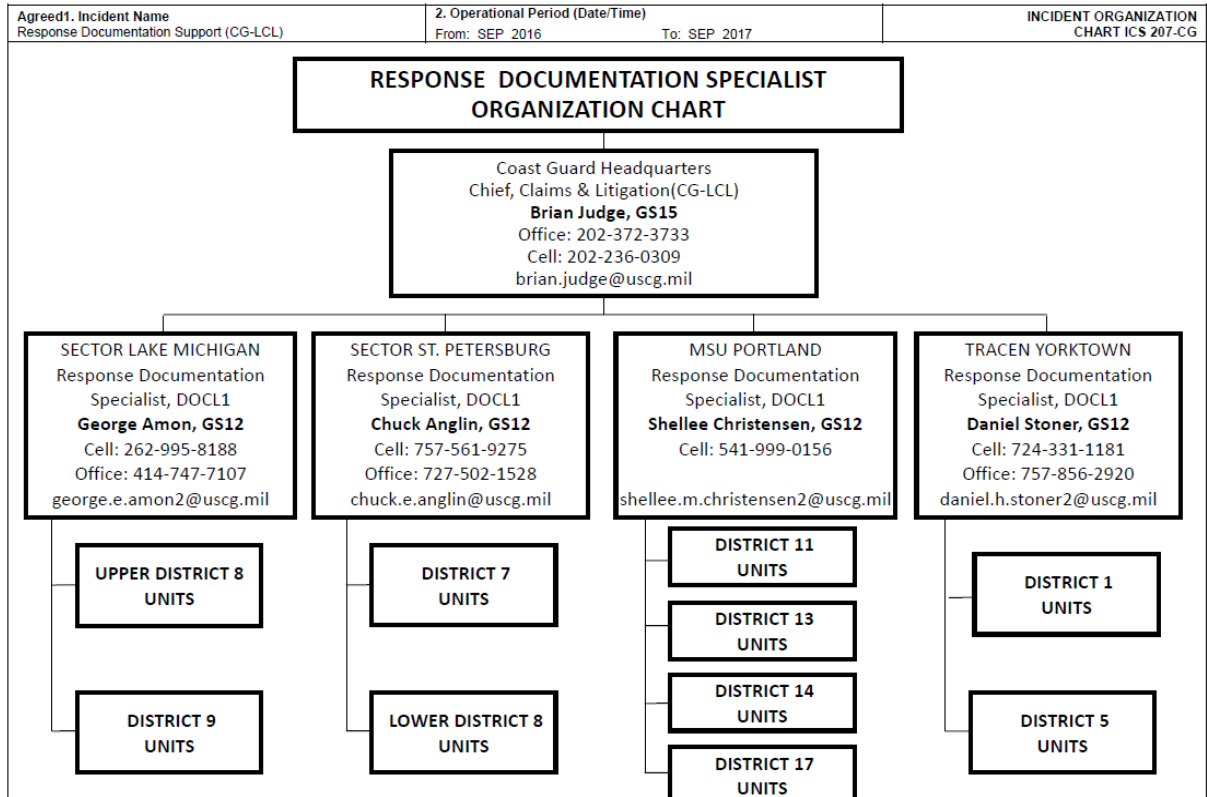 Agreed1. Incident Name
Response Documentation Support (CG-LCL)
2. Operational Period (Date/Time)
From: SEP 2016 To: SEP 2017
INCIDENT ORGANIZATION
CHART ICS 207-CG
RESPONSE DOCUMENTATION SPECIALIST
ORGANIZATION CHART
Coast Guard Headquarters
Chief, Claims & Litigation(CG-LCL)
Brian Judge, GS15
Office: 202-372-3733
Cell: 202-236-0309
brian.judge@uscg.mil
SECTOR LAKE MICHIGAN
Response Documentation
Specialist, DOCL1
George Amon, GS12
Cell: 262-995-8188
Office: 414-747-7107
george.e.amon2@uscg.mil
SECTOR ST. PETERSBURG
Response Documentation
Specialist, DOCL1
Chuck Anglin, GS12
Cell: 757-561-9275
Office: 727-502-1528
chuck.e.anglin@uscg.mil
MSU PORTLAND
Response Documentation
Specialist, DOCL1
Shellee Christensen, GS12
Cell: 541-999-0156
shellee.m.christensen2@uscg.mil
TRACEN YORKTOWN
Response Documentation
Specialist, DOCL1
Daniel Stoner, GS12
Cell: 724-331-1181
Office: 757-856-2920
daniel.h.stoner2@uscg.mil
UPPER DISTRICT 8
UNITS
DISTRICT 9
UNITS
DISTRICT 7
UNITS
LOWER DISTRICT 8
UNITS
DISTRICT 11
UNITS
DISTRICT 13
UNITS
DISTRICT 14
UNITS
DISTRICT 17
UNITS
DISTRICT 1
UNITS
DISTRICT 5
UNITS